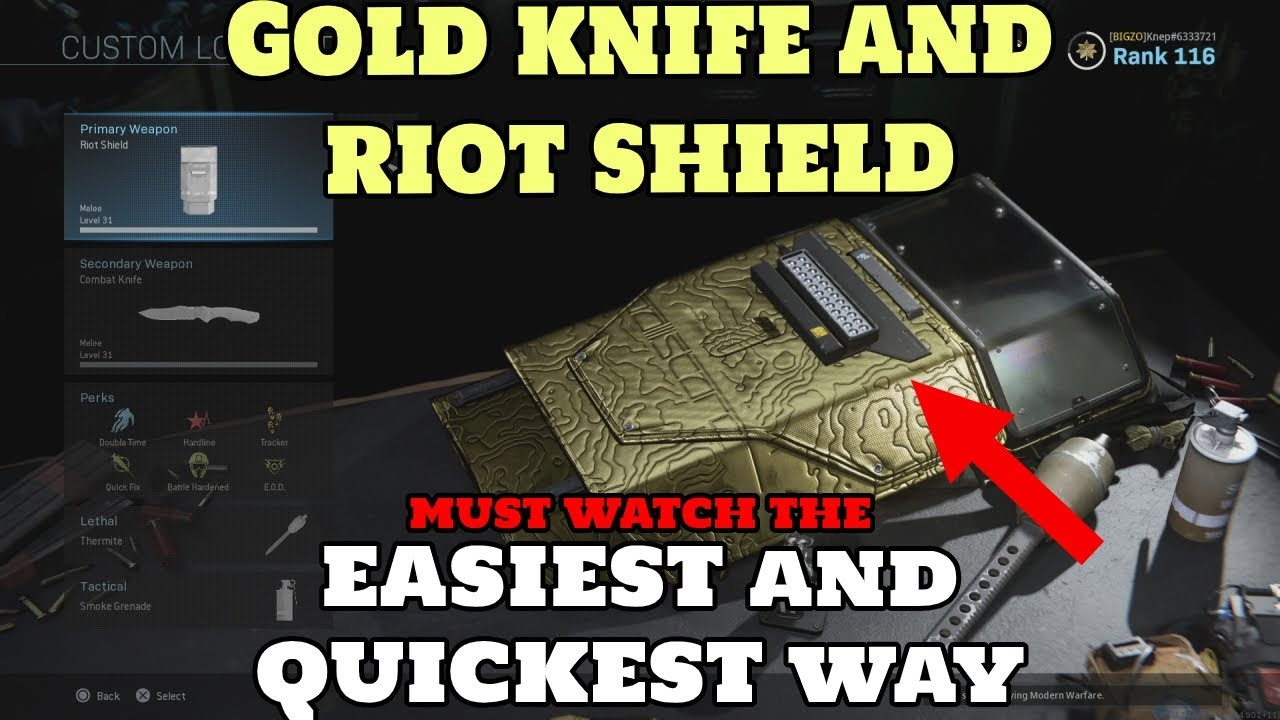 GOLD KNIFE AND
RIOT SHIELD
CUSTOM LO
[BIGZO]Knep#6333721
Rank 116
Primary Weapon
Riot Shield
Melee
Level 31
Secondary Weapon
Combat Knife
Melee
Level 31
Perks
Double Time Hardline Tracker
Quick Fix Battle Hardened E.O.D.
Lethal
Thermite
Tactical
Smoke Grenade
MUST WATCH THE
EASIEST AND
QUICKEST WAY
Back Select
Modern Warfare.